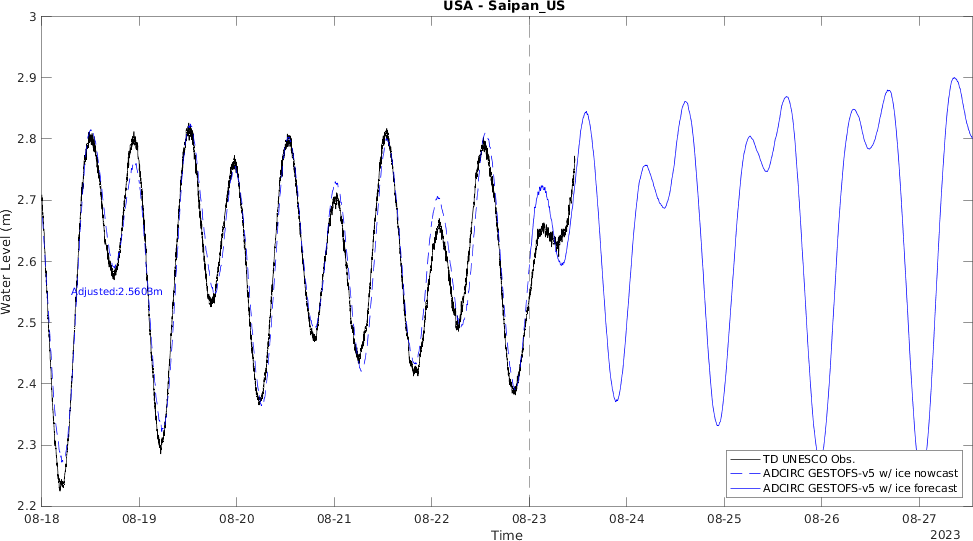 USA - Saipan_US
3
2.9
2.8
2.7
2.6
2.5
2.4
2.3
2.2
Water Level (m)
Adjusted:2.5603m
TD UNESCO Obs.
ADCIRC GESTOFS-v5 w/ ice nowcast
ADCIRC GESTOFS-v5 w/ ice forecast
08-18 08-19 08-20 08-21 08-22 08-23 08-24 08-25 08-26 08-27
Time
2023